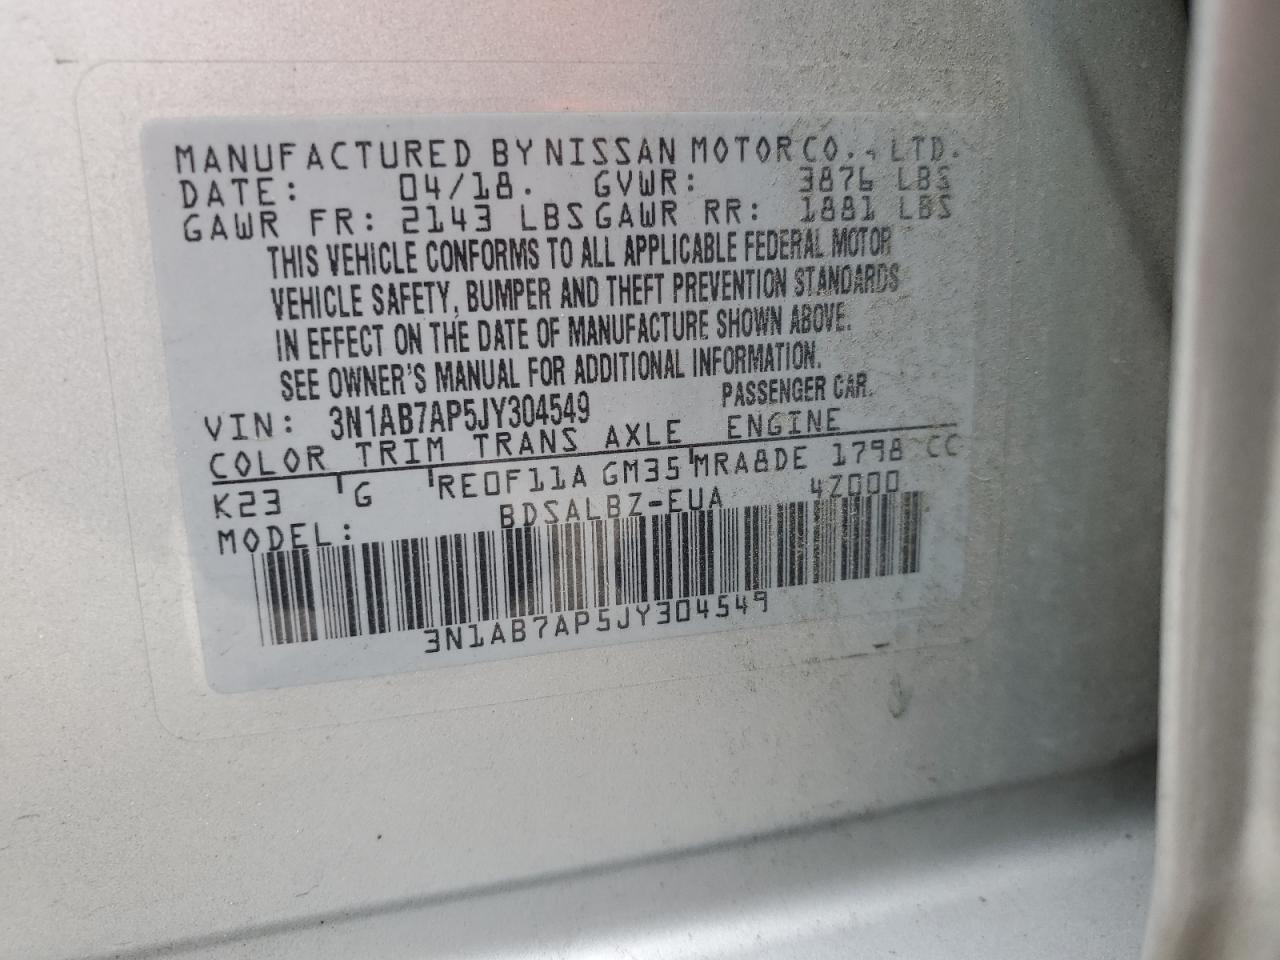 MANUFACTURED BY NISSAN MOTOR CO., LTD.
DATE: 04/18. GVWR: 3876 LBS
GAWR FR: 2143 LBS GAWR RR: 1881 LBS
THIS VEHICLE CONFORMS TO ALL APPLICABLE FEDERAL MOTOR
VEHICLE SAFETY, BUMPER AND THEFT PREVENTION STANDARDS
IN EFFECT ON THE DATE OF MANUFACTURE SHOWN ABOVE.
SEE OWNER'S MANUAL FOR ADDITIONAL INFORMATION.
VIN: 3N1AB7AP5JY304549 PASSENGER CAR.
COLOR TRIM TRANS AXLE ENGINE
K23 G RE0F11A GM35 MRA8DE 1798 CC
MODEL: BDSALBZ-EUA 4Z000
3N1AB7AP5JY304549